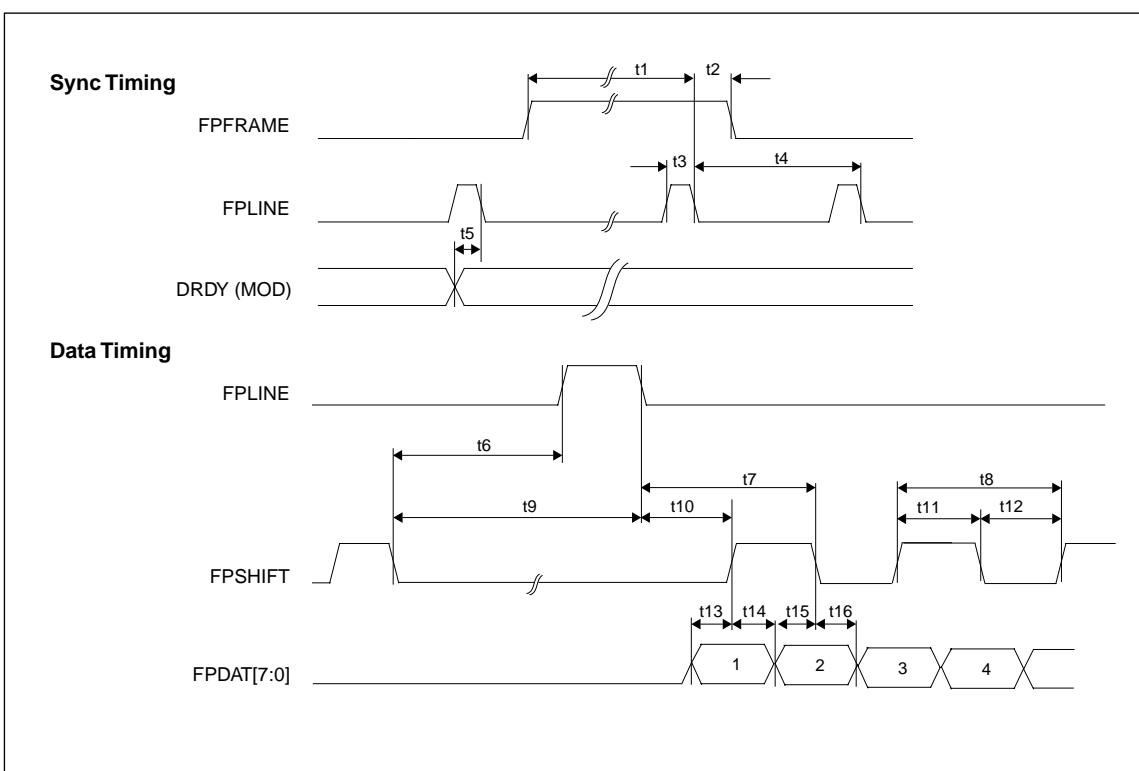 Sync Timing
t1
t2
FPFRAME
t3
t4
FPLINE
t5
DRDY (MOD)
Data Timing
FPLINE
t6
t7
t8
t9
t10
t11
t12
FPSHIFT
t13
t14
t15
t16
FPDAT[7:0]
1
2
3
4